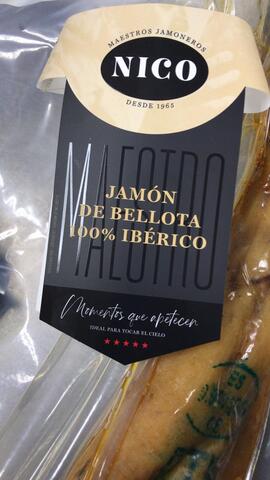 MAESTROS JAMONEROS
NICO
DESDE 1965
MAESTRO
JAMÓN
DE BELLOTA
100% IBÉRICO
Momentos que apetecen
IDEAL PARA TOCAR EL CIELO